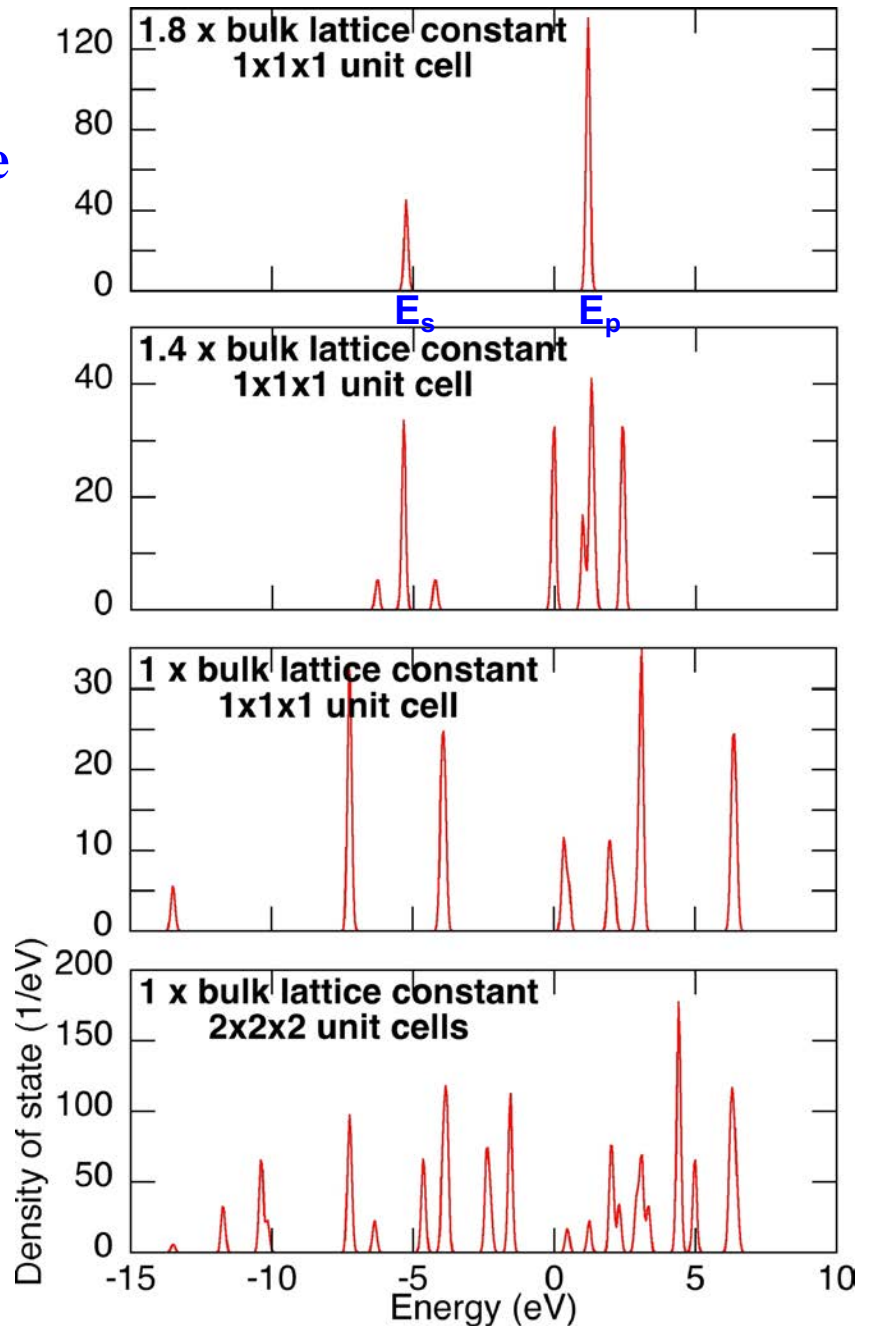 1.8 x bulk lattice constant
1x1x1 unit cell
120
80
40
0
e
E_s E_p
1.4 x bulk lattice constant
1x1x1 unit cell
40
20
0
1 x bulk lattice constant
1x1x1 unit cell
30
20
10
0
1 x bulk lattice constant
2x2x2 unit cells
200
150
100
50
0
Density of state (1/eV)
-15 -10 -5 0 5 10
Energy (eV)